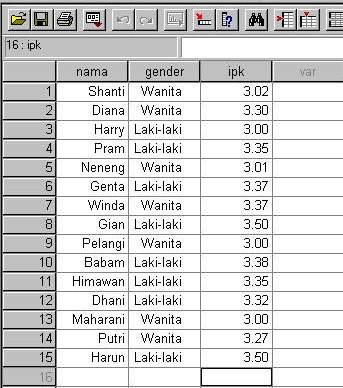 16 : ipk
nama gender ipk var
1 Shanti Wanita 3.02
2 Diana Wanita 3.30
3 Harry Laki-laki 3.00
4 Pram Laki-laki 3.35
5 Neneng Wanita 3.01
6 Genta Laki-laki 3.37
7 Winda Wanita 3.37
8 Gian Laki-laki 3.50
9 Pelangi Wanita 3.00
10 Babam Laki-laki 3.38
11 Himawan Laki-laki 3.35
12 Dhani Laki-laki 3.32
13 Maharani Wanita 3.00
14 Putri Wanita 3.27
15 Harun Laki-laki 3.50
16